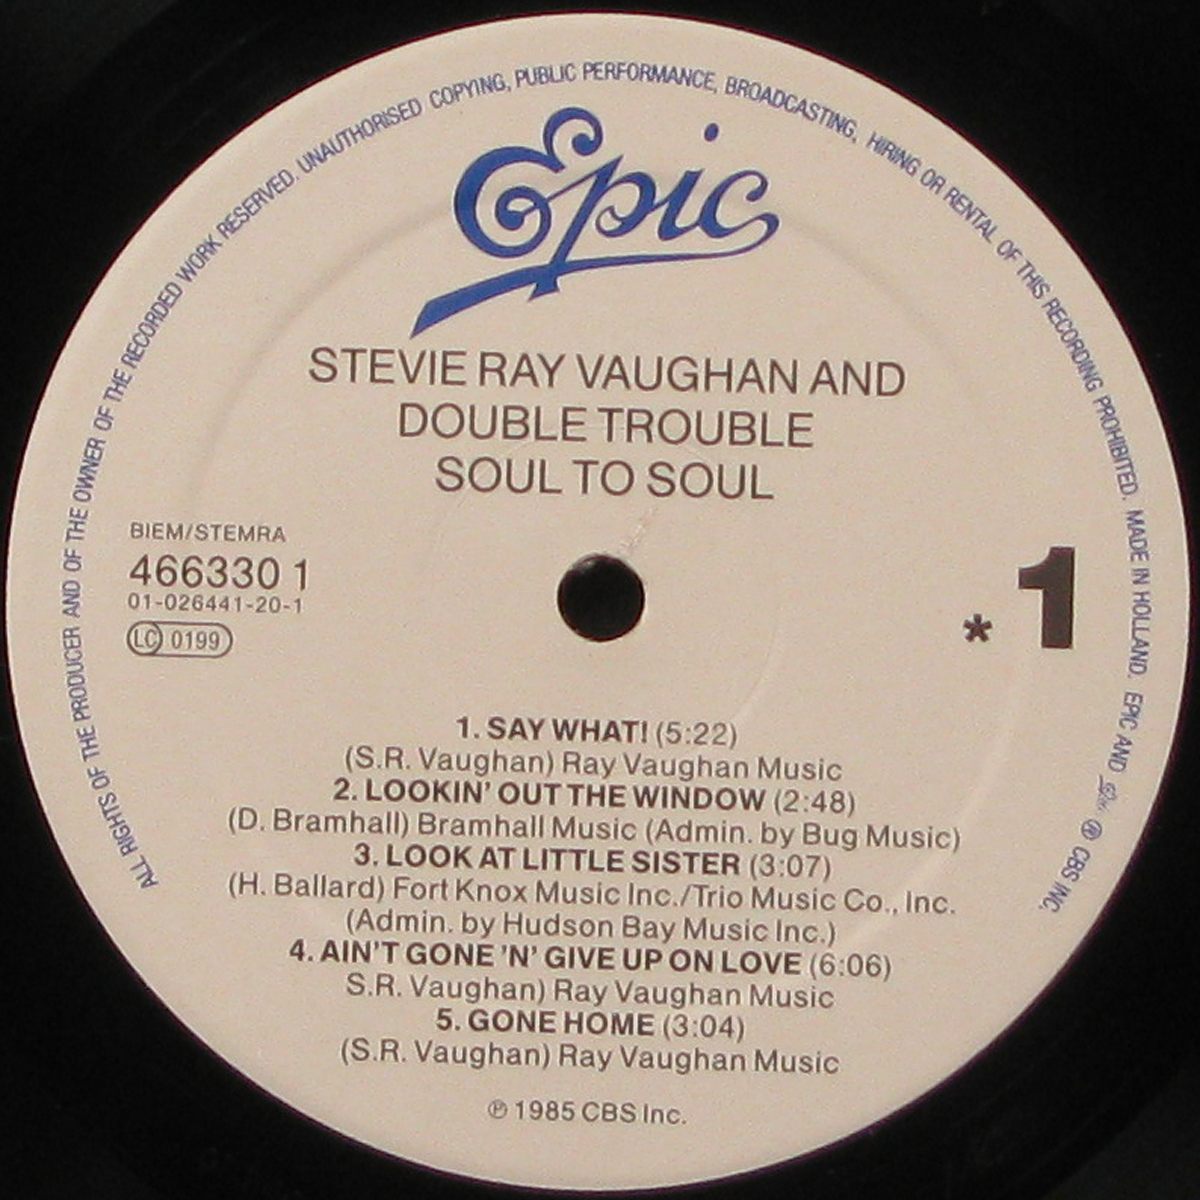 ALL RIGHTS OF THE PRODUCER AND OF THE OWNER OF THE RECORDED WORK RESERVED. UNAUTHORISED COPYING, PUBLIC PERFORMANCE, BROADCASTING, HIRING OR RENTAL OF THIS RECORDING PROHIBITED. MADE IN HOLLAND. EPIC AND Epic ® CBS INC.
Epic
STEVIE RAY VAUGHAN AND
DOUBLE TROUBLE
SOUL TO SOUL
BIEM/STEMRA
466330 1
01-026441-20-1
LC 0199
* 1
1. SAY WHAT! (5:22)
(S.R. Vaughan) Ray Vaughan Music
2. LOOKIN' OUT THE WINDOW (2:48)
(D. Bramhall) Bramhall Music (Admin. by Bug Music)
3. LOOK AT LITTLE SISTER (3:07)
(H. Ballard) Fort Knox Music Inc./Trio Music Co., Inc.
(Admin. by Hudson Bay Music Inc.)
4. AIN'T GONE 'N' GIVE UP ON LOVE (6:06)
S.R. Vaughan) Ray Vaughan Music
5. GONE HOME (3:04)
(S.R. Vaughan) Ray Vaughan Music
℗ 1985 CBS Inc.